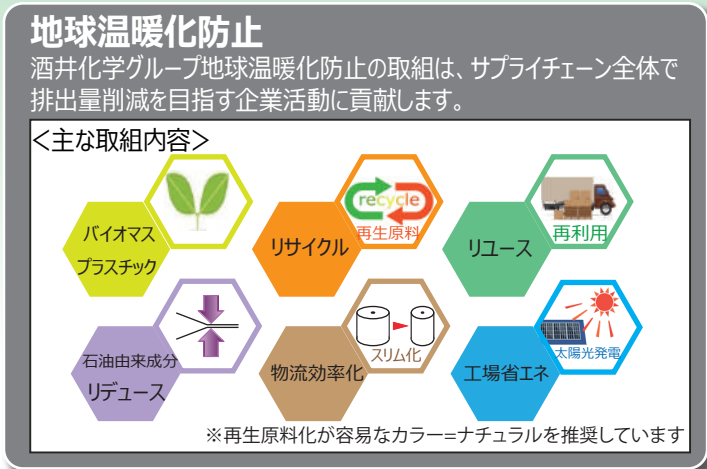 地球温暖化防止
酒井化学グループ地球温暖化防止の取組は、サプライチェーン全体で
排出量削減を目指す企業活動に貢献します。
＜主な取組内容＞
バイオマス
プラスチック
リサイクル
recycle
再生原料
リユース
再利用
石油由来成分
リデュース
物流効率化
スリム化
工場省エネ
太陽光発電
※再生原料化が容易なカラー=ナチュラルを推奨しています